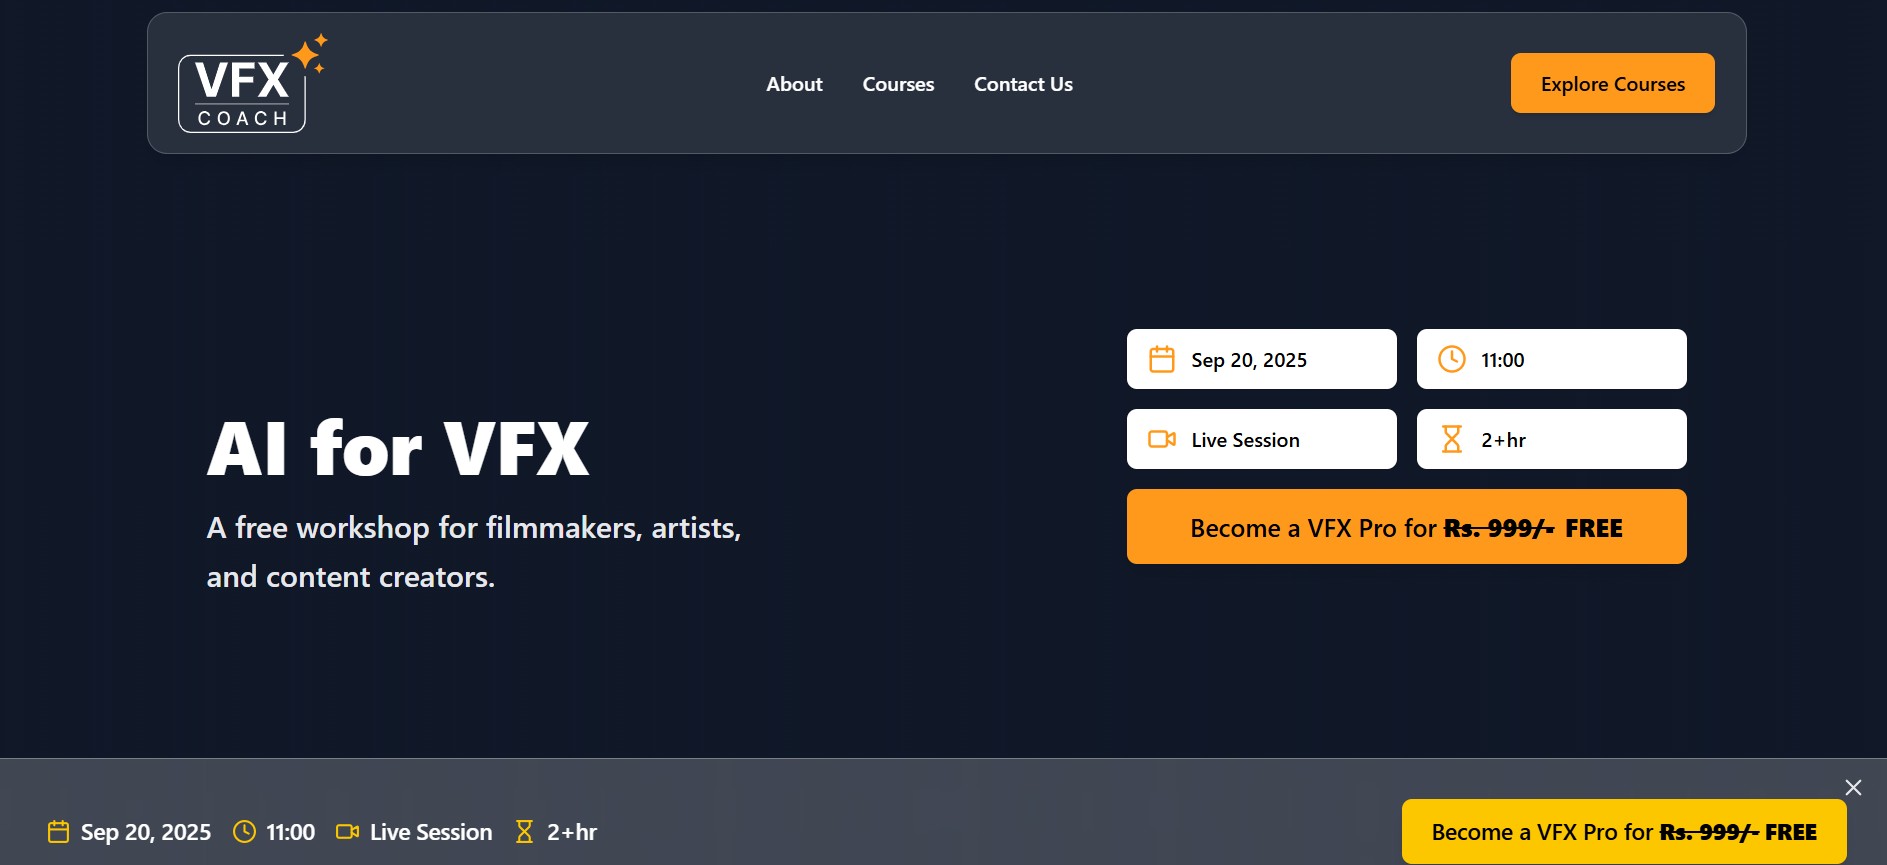 VFX
COACH
About
Courses
Contact Us
Explore Courses
Sep 20, 2025
11:00
Live Session
2+hr
Become a VFX Pro for Rs. 999/- FREE
AI for VFX
A free workshop for filmmakers, artists,
and content creators.
Sep 20, 2025
11:00
Live Session
2+hr
Become a VFX Pro for Rs. 999/- FREE